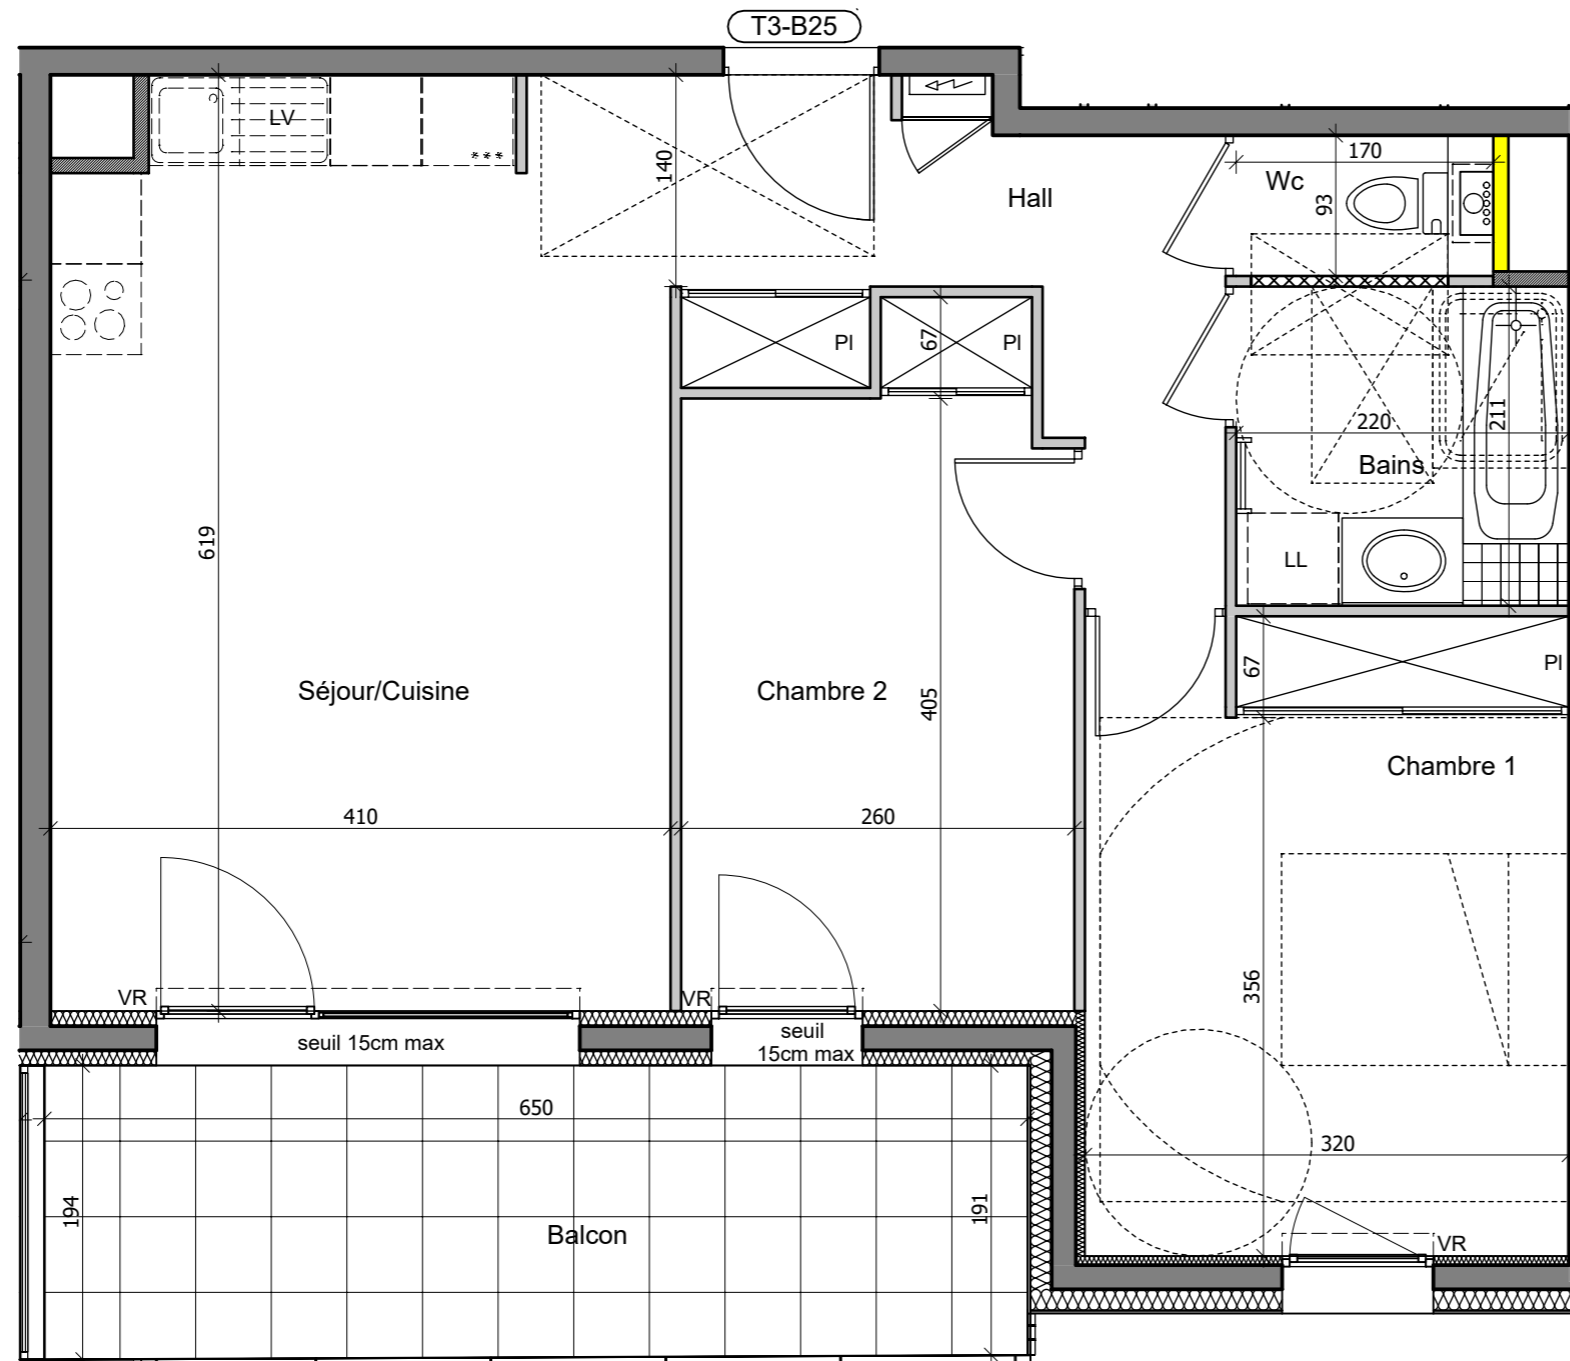 T3-B25
LV
***
140
Hall
Wc
170
93
Pl
67
Pl
220
211
Bains
LL
619
Séjour/Cuisine
Chambre 2
405
67
Pl
Chambre 1
410
260
356
VR
VR
seuil 15cm max
seuil
15cm max
650
320
194
191
Balcon
VR